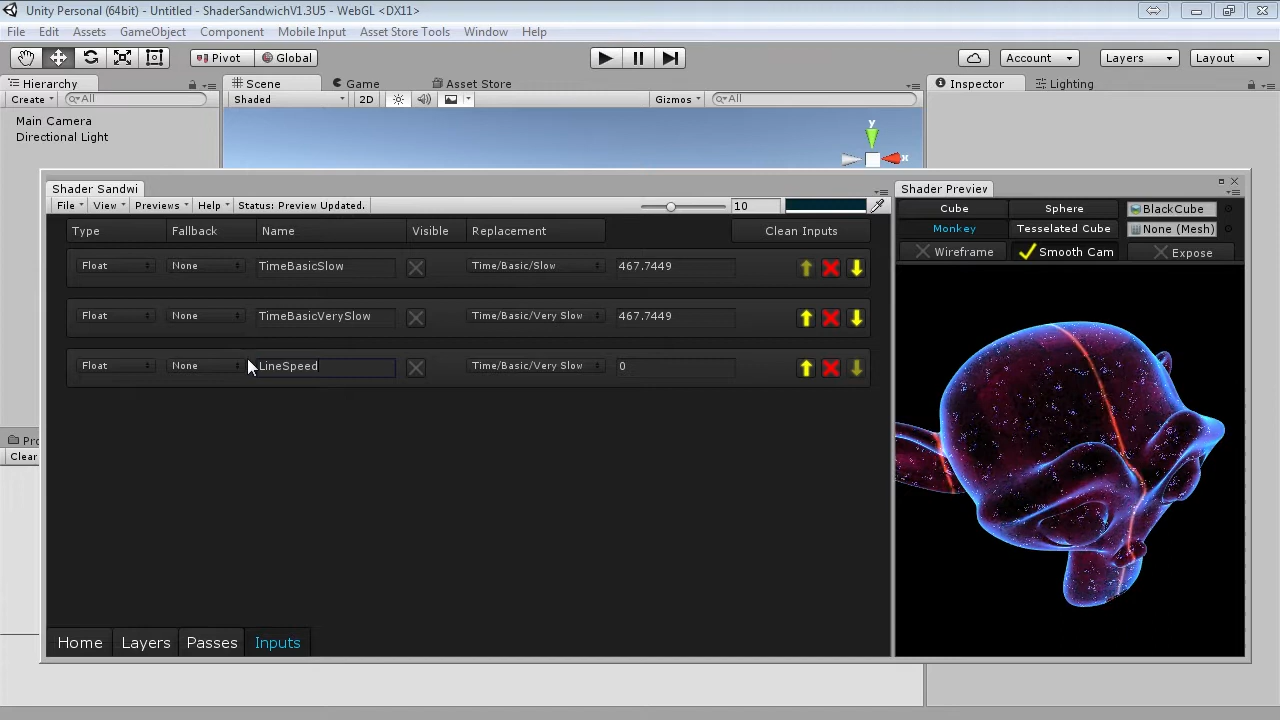 Unity Personal (64bit) - Untitled - ShaderSandwichV1.3U5 - WebGL <DX11>
File Edit Assets GameObject Component Mobile Input Asset Store Tools Window Help
Pivot Global Account Layers Layout
Hierarchy Scene Game Asset Store Inspector Lighting
Create All Shaded 2D Gizmos All
Main Camera
Directional Light
y
x
Shader Sandwi Shader Preview
File View Previews Help Status: Preview Updated. 10
Cube Sphere BlackCube
Monkey Tesselated Cube None (Mesh)
Wireframe Smooth Cam Expose
Type Fallback Name Visible Replacement Clean Inputs
Float None TimeBasicSlow Time/Basic/Slow 467.7449
Float None TimeBasicVerySlow Time/Basic/Very Slow 467.7449
Float None LineSpeed Time/Basic/Very Slow 0
Pro
Clear
Home Layers Passes Inputs